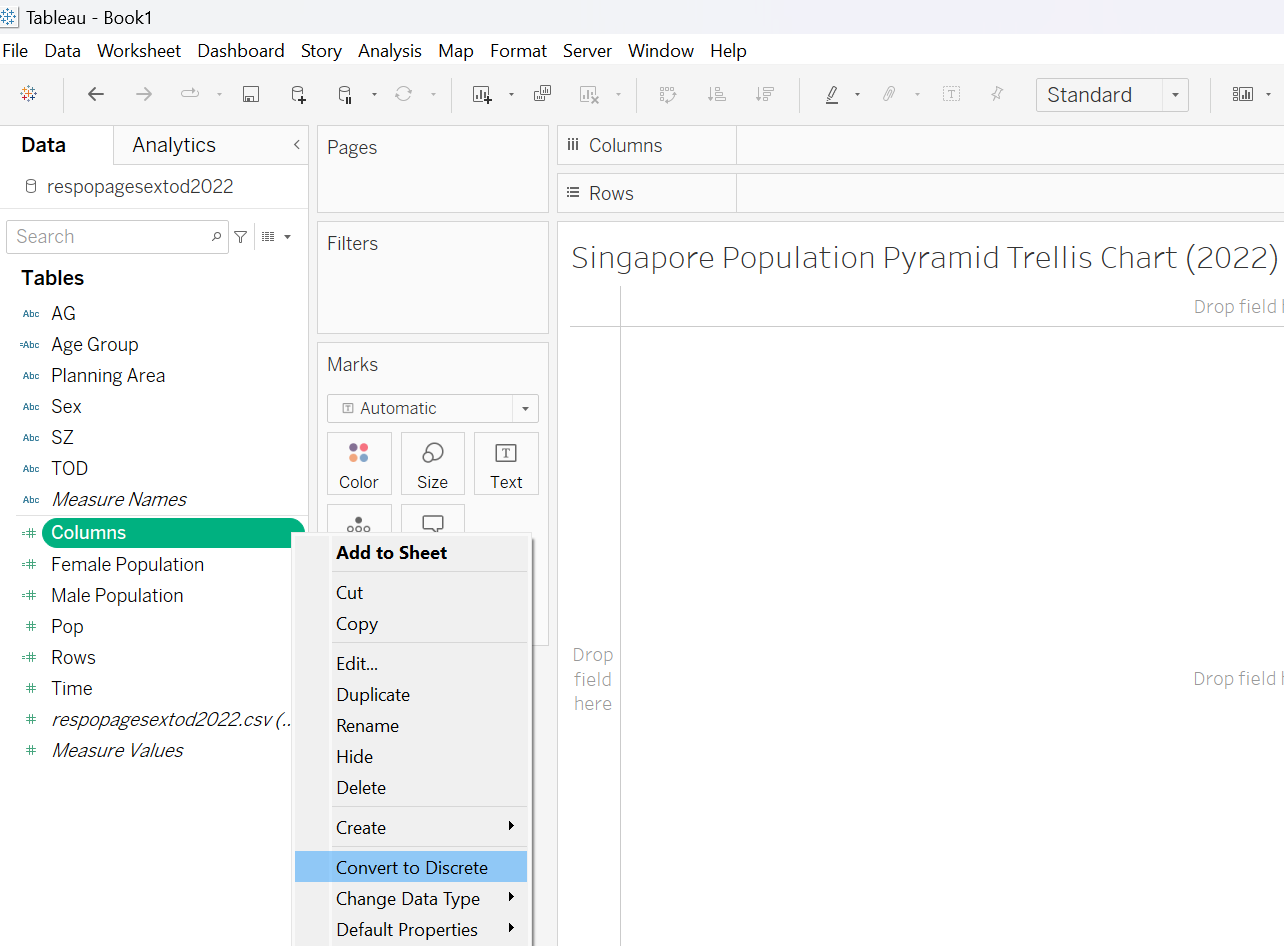 Tableau - Book1
File Data Worksheet Dashboard Story Analysis Map Format Server Window Help
Standard
Data Analytics
respopagesextod2022
Search
Tables
Abc AG
=Abc Age Group
Abc Planning Area
Abc Sex
Abc SZ
Abc TOD
Abc Measure Names
=# Columns
=# Female Population
=# Male Population
# Pop
=# Rows
# Time
# respopagesextod2022.csv (...
# Measure Values
Pages
Filters
Marks
Automatic
Color Size Text
Add to Sheet
Cut
Copy
Edit...
Duplicate
Rename
Hide
Delete
Create
Convert to Discrete
Change Data Type
Default Properties
Columns
Rows
Singapore Population Pyramid Trellis Chart (2022)
Drop field
Drop
field
here
Drop field